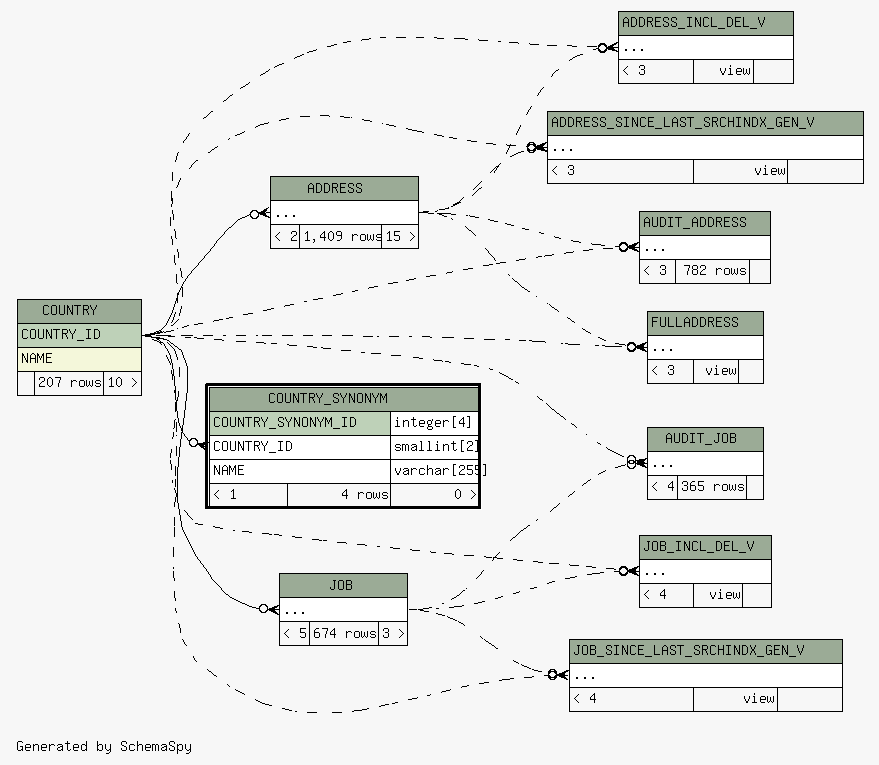 ADDRESS_INCL_DEL_V
...
< 3 view
ADDRESS_SINCE_LAST_SRCHINDX_GEN_V
...
< 3 view
ADDRESS
...
< 2 1,409 rows 15 >
AUDIT_ADDRESS
...
< 3 782 rows
COUNTRY
COUNTRY_ID
NAME
207 rows 10 >
FULLADDRESS
...
< 3 view
COUNTRY_SYNONYM
COUNTRY_SYNONYM_ID integer[4]
COUNTRY_ID smallint[2]
NAME varchar[255]
< 1 4 rows 0 >
AUDIT_JOB
...
< 4 365 rows
JOB_INCL_DEL_V
...
< 4 view
JOB
...
< 5 674 rows 3 >
JOB_SINCE_LAST_SRCHINDX_GEN_V
...
< 4 view
Generated by SchemaSpy